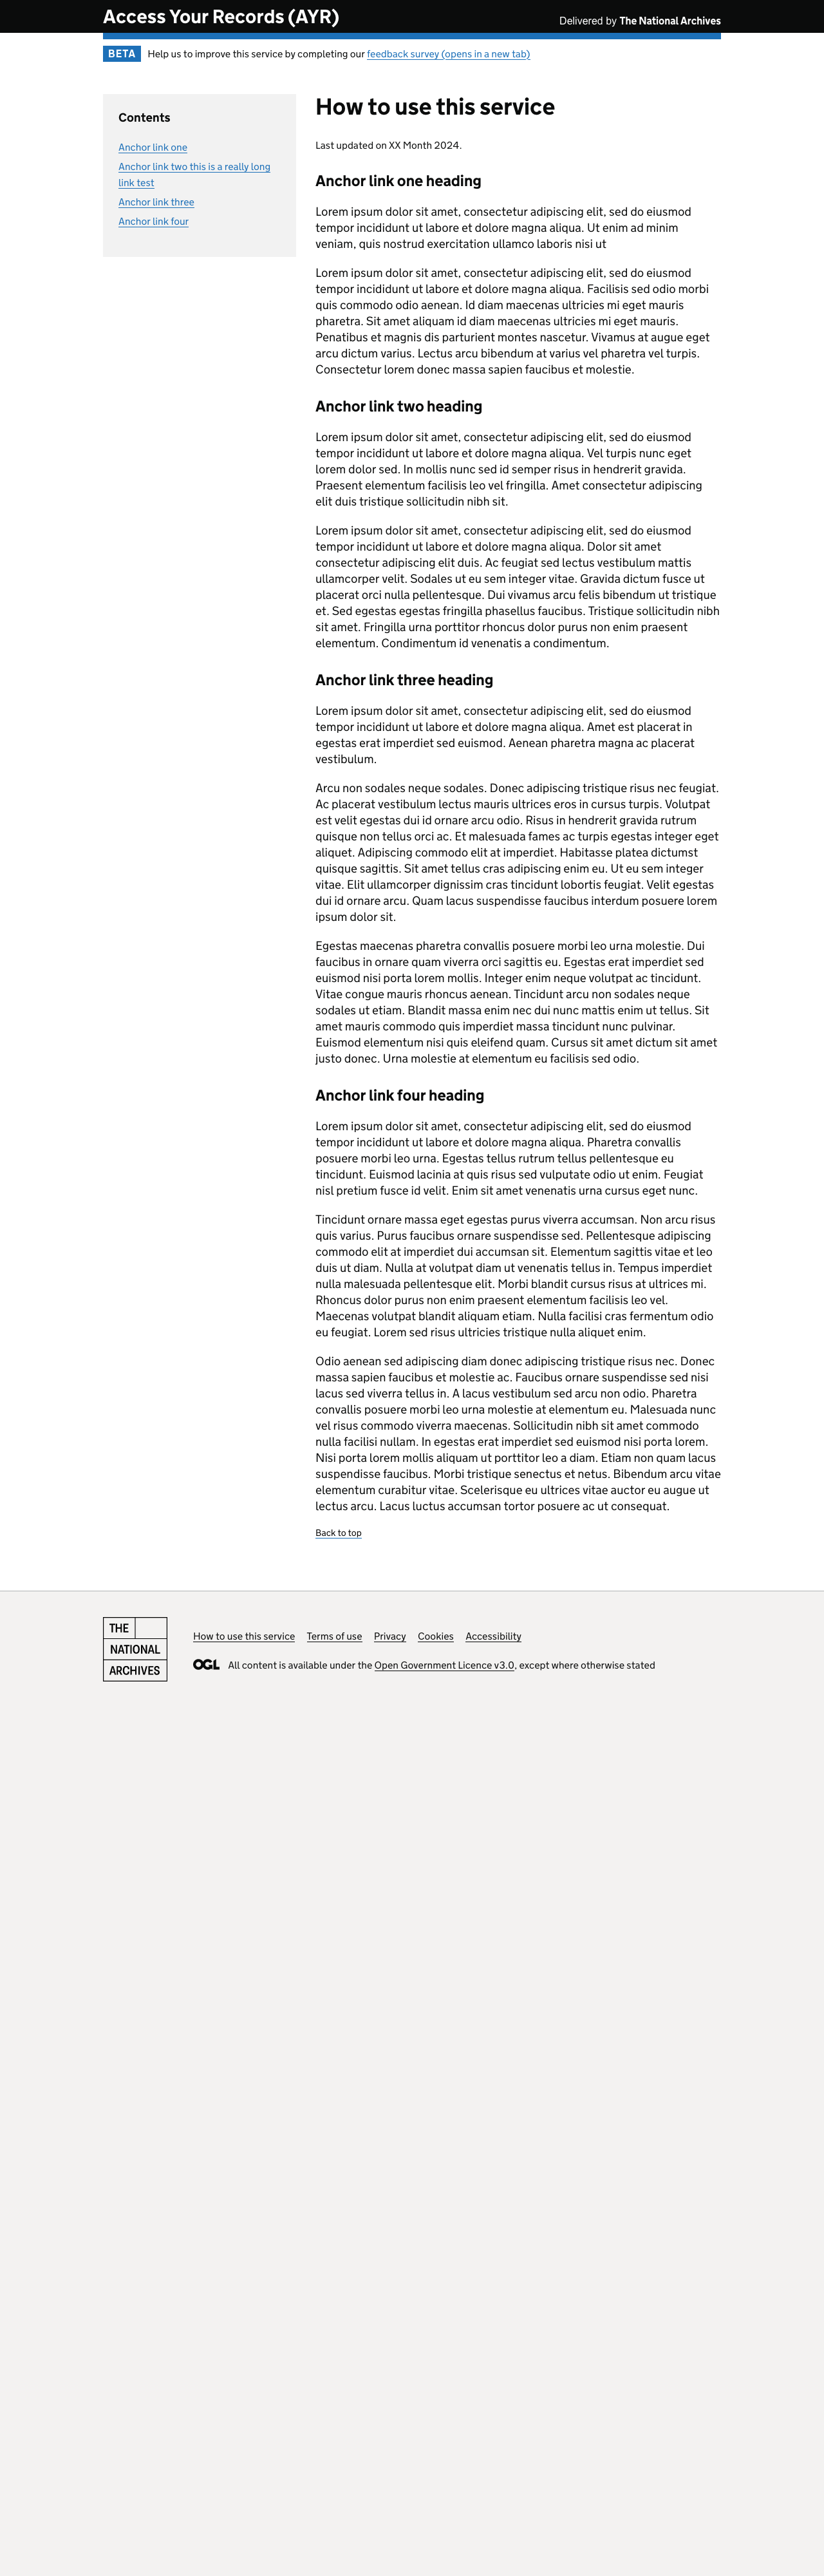 Access Your Records (AYR)
Delivered by The National Archives
BETA Help us to improve this service by completing our feedback survey (opens in a new tab)
Contents
Anchor link one
Anchor link two this is a really long
link test
Anchor link three
Anchor link four
How to use this service
Last updated on XX Month 2024.
Anchor link one heading
Lorem ipsum dolor sit amet, consectetur adipiscing elit, sed do eiusmod
tempor incididunt ut labore et dolore magna aliqua. Ut enim ad minim
veniam, quis nostrud exercitation ullamco laboris nisi ut
Lorem ipsum dolor sit amet, consectetur adipiscing elit, sed do eiusmod
tempor incididunt ut labore et dolore magna aliqua. Facilisis sed odio morbi
quis commodo odio aenean. Id diam maecenas ultricies mi eget mauris
pharetra. Sit amet aliquam id diam maecenas ultricies mi eget mauris.
Penatibus et magnis dis parturient montes nascetur. Vivamus at augue eget
arcu dictum varius. Lectus arcu bibendum at varius vel pharetra vel turpis.
Consectetur lorem donec massa sapien faucibus et molestie.
Anchor link two heading
Lorem ipsum dolor sit amet, consectetur adipiscing elit, sed do eiusmod
tempor incididunt ut labore et dolore magna aliqua. Vel turpis nunc eget
lorem dolor sed. In mollis nunc sed id semper risus in hendrerit gravida.
Praesent elementum facilisis leo vel fringilla. Amet consectetur adipiscing
elit duis tristique sollicitudin nibh sit.
Lorem ipsum dolor sit amet, consectetur adipiscing elit, sed do eiusmod
tempor incididunt ut labore et dolore magna aliqua. Dolor sit amet
consectetur adipiscing elit duis. Ac feugiat sed lectus vestibulum mattis
ullamcorper velit. Sodales ut eu sem integer vitae. Gravida dictum fusce ut
placerat orci nulla pellentesque. Dui vivamus arcu felis bibendum ut tristique
et. Sed egestas egestas fringilla phasellus faucibus. Tristique sollicitudin nibh
sit amet. Fringilla urna porttitor rhoncus dolor purus non enim praesent
elementum. Condimentum id venenatis a condimentum.
Anchor link three heading
Lorem ipsum dolor sit amet, consectetur adipiscing elit, sed do eiusmod
tempor incididunt ut labore et dolore magna aliqua. Amet est placerat in
egestas erat imperdiet sed euismod. Aenean pharetra magna ac placerat
vestibulum.
Arcu non sodales neque sodales. Donec adipiscing tristique risus nec feugiat.
Ac placerat vestibulum lectus mauris ultrices eros in cursus turpis. Volutpat
est velit egestas dui id ornare arcu odio. Risus in hendrerit gravida rutrum
quisque non tellus orci ac. Et malesuada fames ac turpis egestas integer eget
aliquet. Adipiscing commodo elit at imperdiet. Habitasse platea dictumst
quisque sagittis. Sit amet tellus cras adipiscing enim eu. Ut eu sem integer
vitae. Elit ullamcorper dignissim cras tincidunt lobortis feugiat. Velit egestas
dui id ornare arcu. Quam lacus suspendisse faucibus interdum posuere lorem
ipsum dolor sit.
Egestas maecenas pharetra convallis posuere morbi leo urna molestie. Dui
faucibus in ornare quam viverra orci sagittis eu. Egestas erat imperdiet sed
euismod nisi porta lorem mollis. Integer enim neque volutpat ac tincidunt.
Vitae congue mauris rhoncus aenean. Tincidunt arcu non sodales neque
sodales ut etiam. Blandit massa enim nec dui nunc mattis enim ut tellus. Sit
amet mauris commodo quis imperdiet massa tincidunt nunc pulvinar.
Euismod elementum nisi quis eleifend quam. Cursus sit amet dictum sit amet
justo donec. Urna molestie at elementum eu facilisis sed odio.
Anchor link four heading
Lorem ipsum dolor sit amet, consectetur adipiscing elit, sed do eiusmod
tempor incididunt ut labore et dolore magna aliqua. Pharetra convallis
posuere morbi leo urna. Egestas tellus rutrum tellus pellentesque eu
tincidunt. Euismod lacinia at quis risus sed vulputate odio ut enim. Feugiat
nisl pretium fusce id velit. Enim sit amet venenatis urna cursus eget nunc.
Tincidunt ornare massa eget egestas purus viverra accumsan. Non arcu risus
quis varius. Purus faucibus ornare suspendisse sed. Pellentesque adipiscing
commodo elit at imperdiet dui accumsan sit. Elementum sagittis vitae et leo
duis ut diam. Nulla at volutpat diam ut venenatis tellus in. Tempus imperdiet
nulla malesuada pellentesque elit. Morbi blandit cursus risus at ultrices mi.
Rhoncus dolor purus non enim praesent elementum facilisis leo vel.
Maecenas volutpat blandit aliquam etiam. Nulla facilisi cras fermentum odio
eu feugiat. Lorem sed risus ultricies tristique nulla aliquet enim.
Odio aenean sed adipiscing diam donec adipiscing tristique risus nec. Donec
massa sapien faucibus et molestie ac. Faucibus ornare suspendisse sed nisi
lacus sed viverra tellus in. A lacus vestibulum sed arcu non odio. Pharetra
convallis posuere morbi leo urna molestie at elementum eu. Malesuada nunc
vel risus commodo viverra maecenas. Sollicitudin nibh sit amet commodo
nulla facilisi nullam. In egestas erat imperdiet sed euismod nisi porta lorem.
Nisi porta lorem mollis aliquam ut porttitor leo a diam. Etiam non quam lacus
suspendisse faucibus. Morbi tristique senectus et netus. Bibendum arcu vitae
elementum curabitur vitae. Scelerisque eu ultrices vitae auctor eu augue ut
lectus arcu. Lacus luctus accumsan tortor posuere ac ut consequat.
Back to top
THE
NATIONAL
ARCHIVES
How to use this service Terms of use Privacy Cookies Accessibility
OGL All content is available under the Open Government Licence v3.0, except where otherwise stated